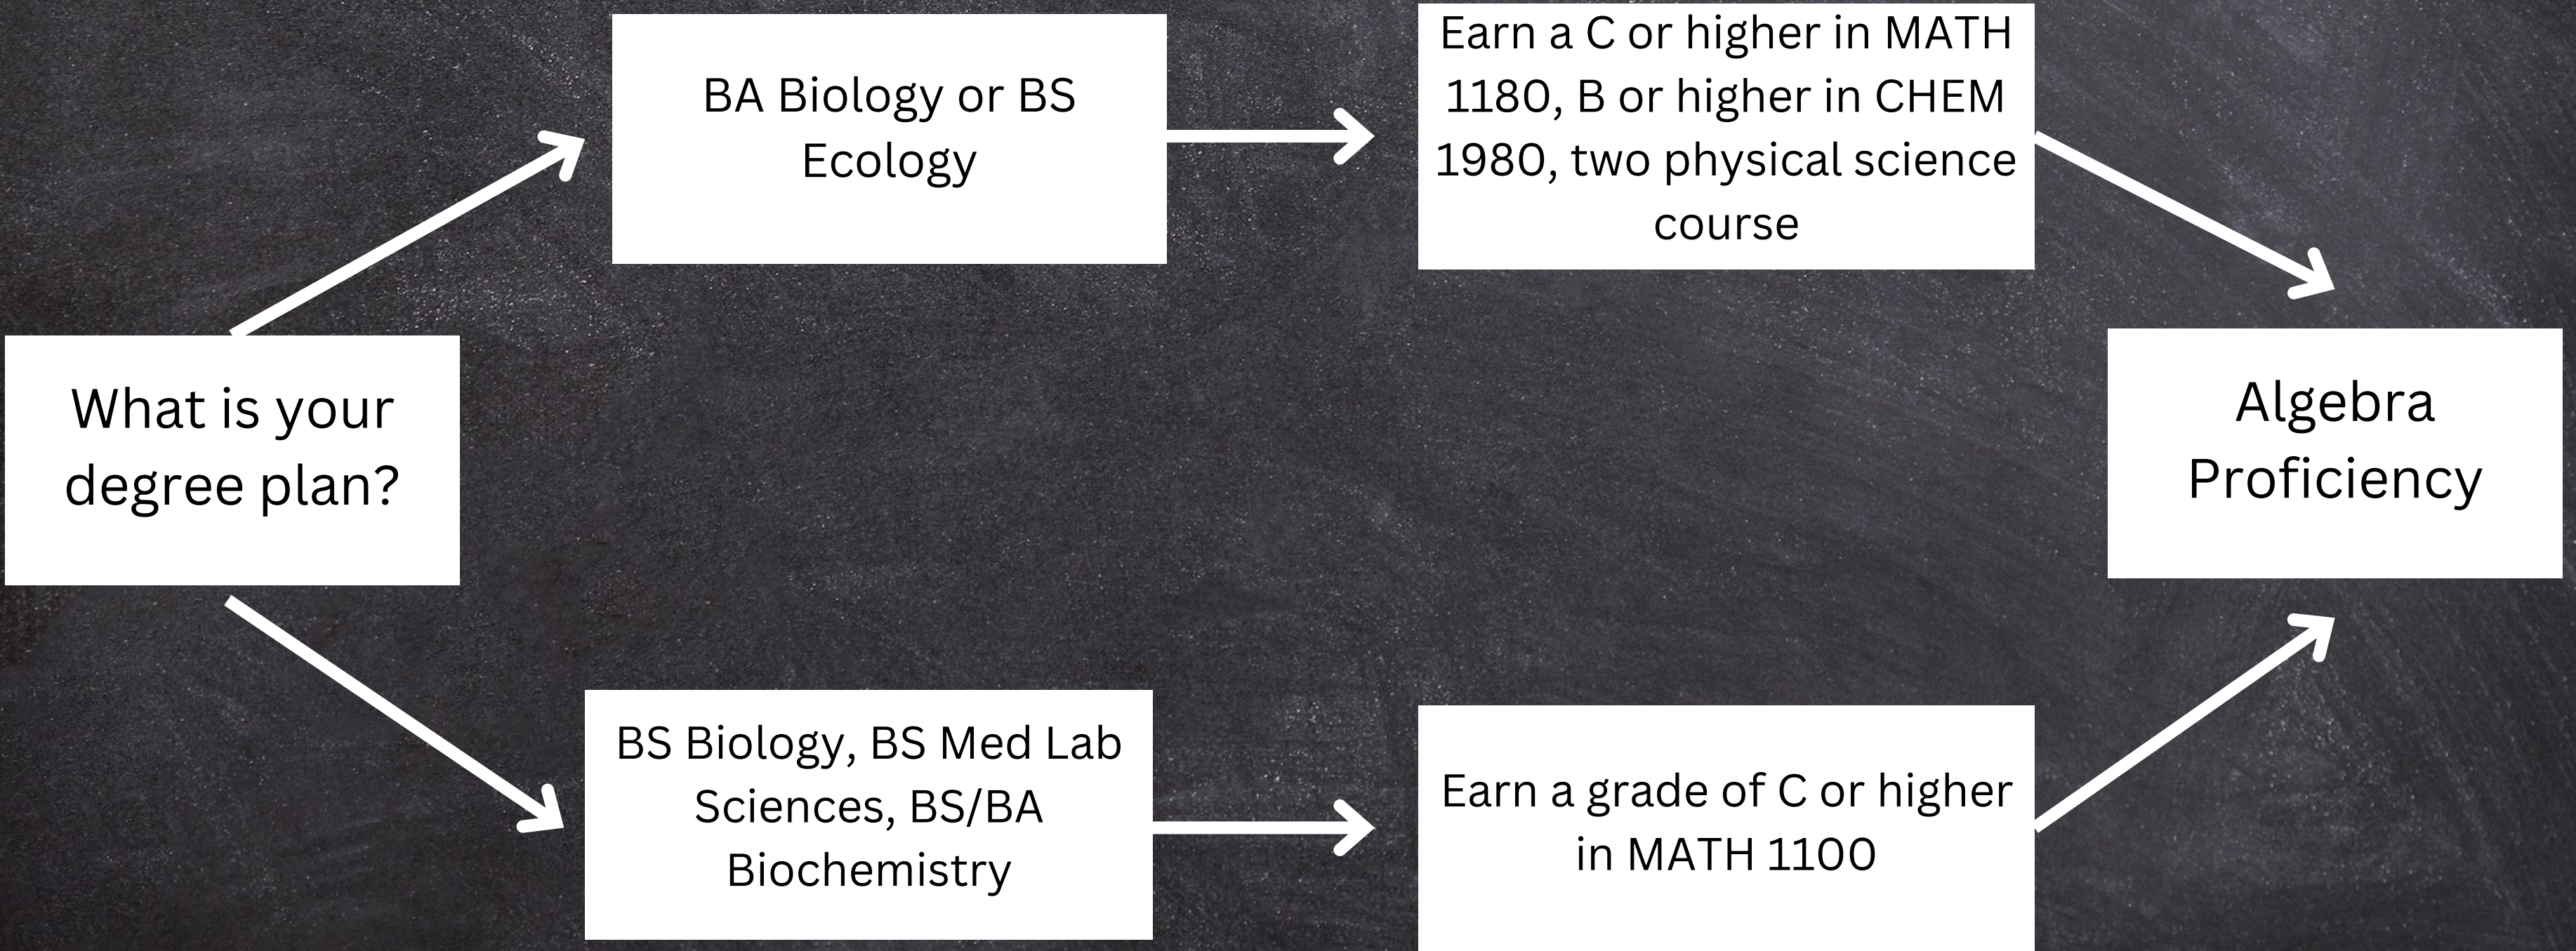 What is your
degree plan?
BA Biology or BS
Ecology
Earn a C or higher in MATH
1180, B or higher in CHEM
1980, two physical science
course
BS Biology, BS Med Lab
Sciences, BS/BA
Biochemistry
Earn a grade of C or higher
in MATH 1100
Algebra
Proficiency